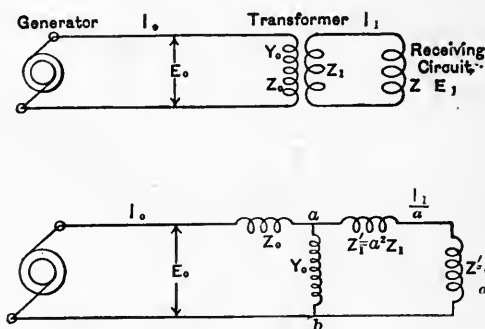 Generator I₀ Transformer I₁
E₀ Y₀ Z₀ Z₁ Receiving Circuit Z E₁
I₀ a I₁/a
E₀ Z₀ Y₀ Z′₁=a²Z₁ Z′= a
b